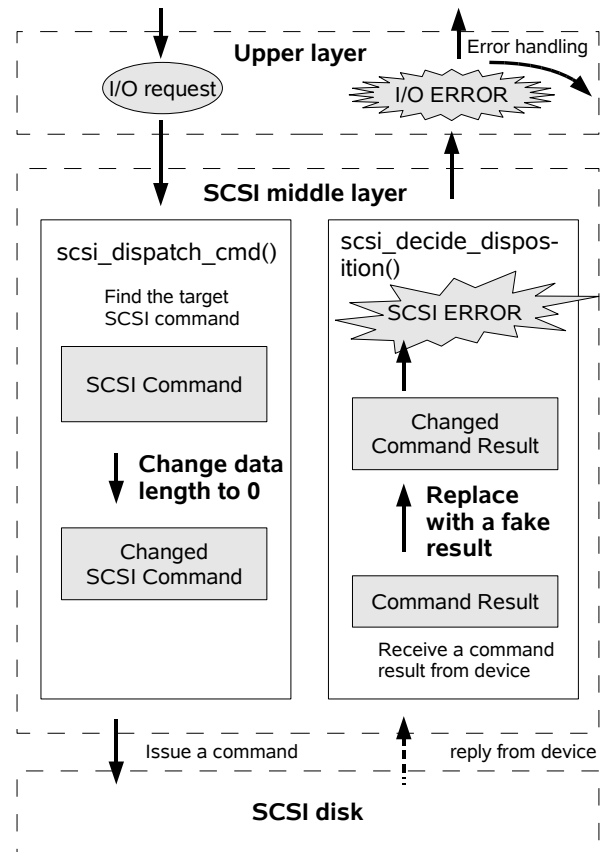 Upper layer
Error handling
I/O request
I/O ERROR
SCSI middle layer
scsi_dispatch_cmd()
Find the target
SCSI command
SCSI Command
Change data
length to 0
Changed
SCSI Command
scsi_decide_dispos-
ition()
SCSI ERROR
Changed
Command Result
Replace
with a fake
result
Command Result
Receive a command
result from device
Issue a command
reply from device
SCSI disk